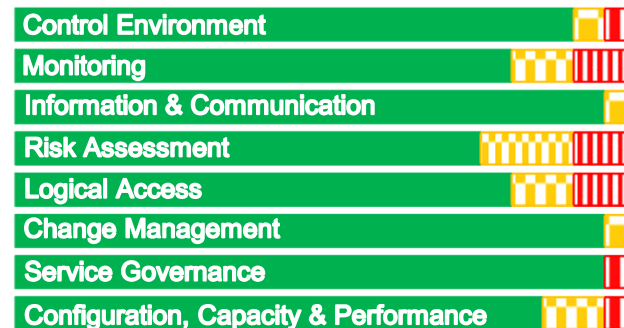 Control Environment
Monitoring
Information & Communication
Risk Assessment
Logical Access
Change Management
Service Governance
Configuration, Capacity & Performance